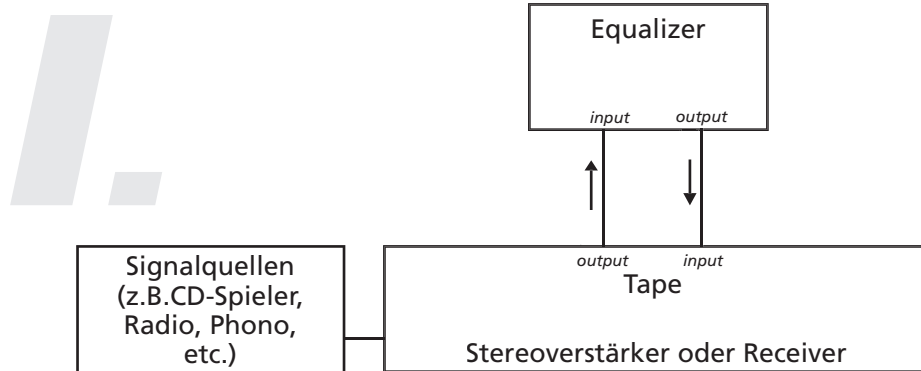 I.
Equalizer
input output
output input
Tape
Stereoverstärker oder Receiver
Signalquellen
(z.B.CD-Spieler,
Radio, Phono,
etc.)